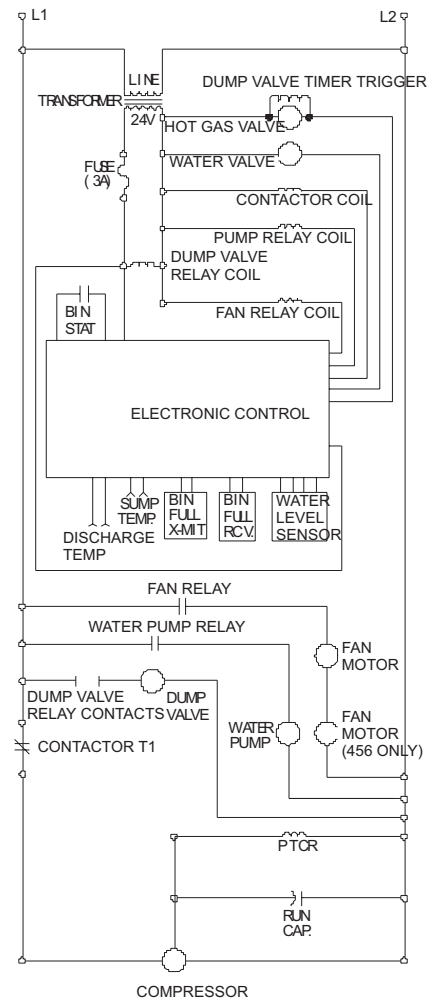 L1
L2
LINE
DUMP VALVE TIMER TRIGGER
TRANSFORMER
24V
HOT GAS VALVE
FUSE
(3A)
WATER VALVE
CONTACTOR COIL
PUMP RELAY COIL
DUMP VALVE
RELAY COIL
BIN
STAT
FAN RELAY COIL
ELECTRONIC CONTROL
DISCHARGE
TEMP
SUMP
TEMP.
BIN
FULL
X-MIT
BIN
FULL
RCV.
WATER
LEVEL
SENSOR
FAN RELAY
WATER PUMP RELAY
FAN
MOTOR
DUMP VALVE
RELAY CONTACTS
DUMP
VALVE
WATER
PUMP
FAN
MOTOR
(456 ONLY)
CONTACTOR T1
PTCR
RUN
CAP.
COMPRESSOR